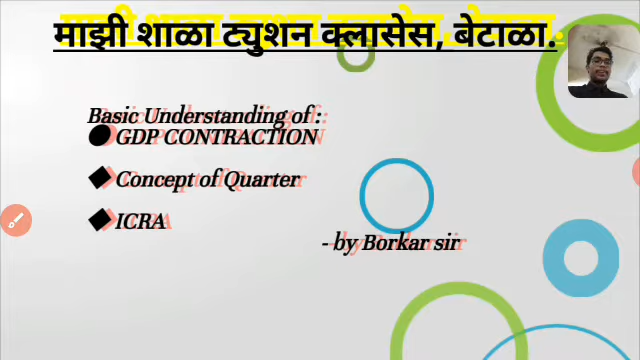 माझी शाळा ट्युशन क्लासेस, बेटाळा.
Basic Understanding of :
● GDP CONTRACTION
◆ Concept of Quarter
◆ ICRA
- by Borkar sir